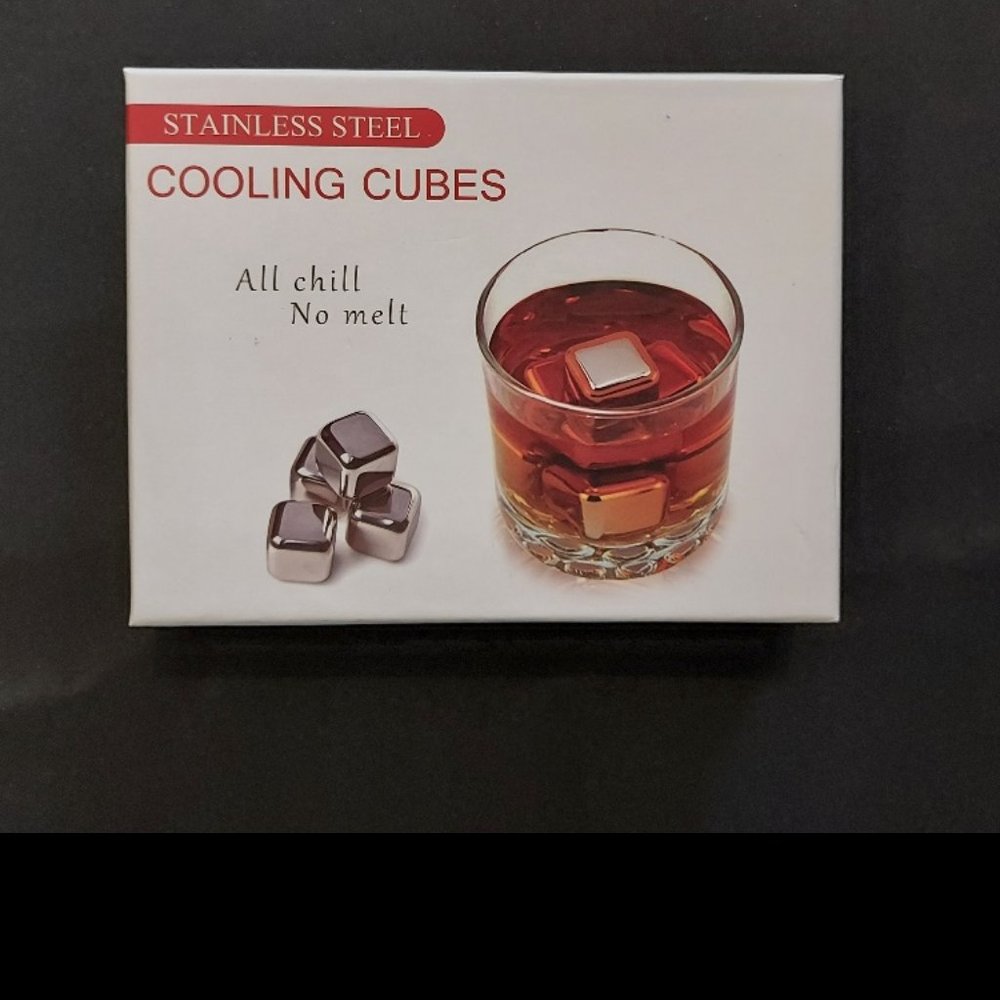 STAINLESS STEEL
COOLING CUBES
All chill
No melt